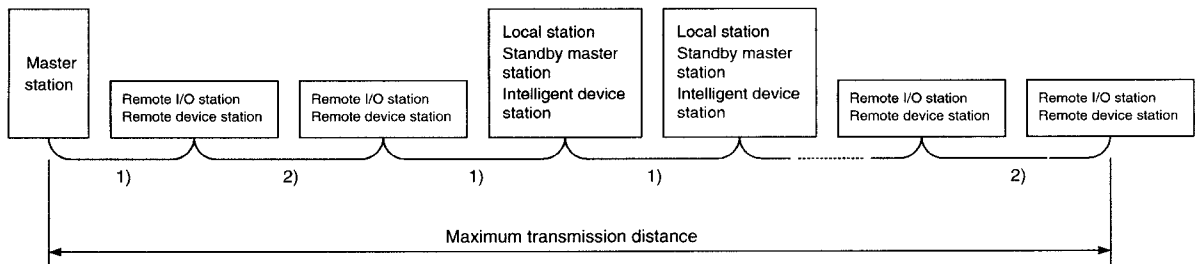 Master
station
Remote I/O station
Remote device station
Remote I/O station
Remote device station
Local station
Standby master
station
Intelligent device
station
Local station
Standby master
station
Intelligent device
station
Remote I/O station
Remote device station
Remote I/O station
Remote device station
1)
2)
1)
1)
2)
Maximum transmission distance